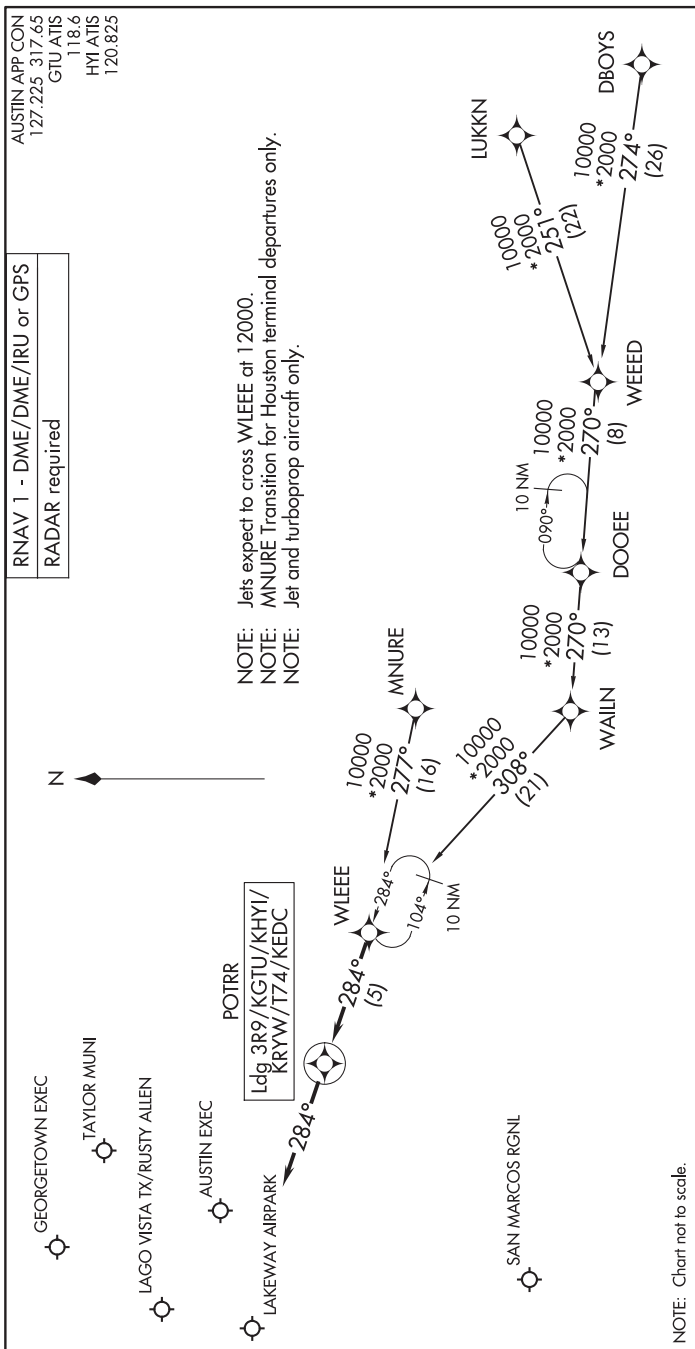 RNAV 1 - DME/DME/IRU or GPS
RADAR required
AUSTIN APP CON
127.225 317.65
GTU ATIS
118.6
HYI ATIS
120.825
N
NOTE: Jets expect to cross WLEEE at 12000.
NOTE: MNURE Transition for Houston terminal departures only.
NOTE: Jet and turboprop aircraft only.
GEORGETOWN EXEC
TAYLOR MUNI
LAGO VISTA TX/RUSTY ALLEN
AUSTIN EXEC
LAKEWAY AIRPARK
SAN MARCOS RGNL
POTRR
Ldg 3R9/KGTU/KHYI/
KRYW/T74/KEDC
284°
284°
(5)
WLEEE
284°
104°
10 NM
MNURE
10000
*2000
277°
(16)
10000
*2000
308°
(21)
WAILN
10000
*2000
270°
(13)
DOOEE
090°
10 NM
10000
*2000
270°
(8)
WEEED
LUKKN
10000
*2000
251°
(22)
DBOYS
10000
*2000
274°
(26)
NOTE: Chart not to scale.